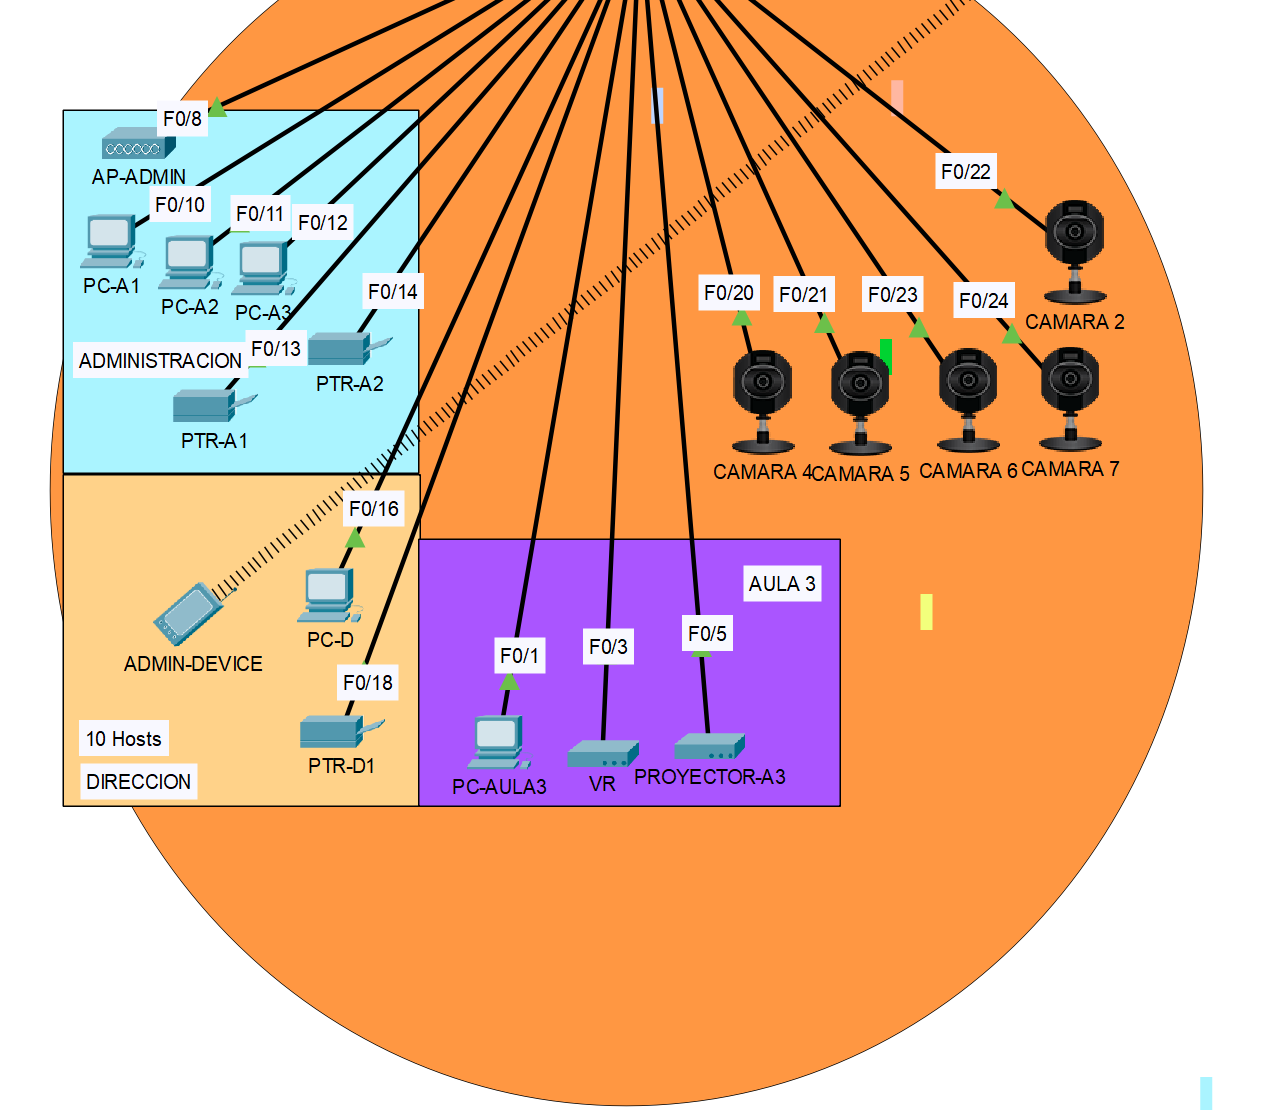 F0/8
AP-ADMIN
F0/10
F0/11
F0/12
PC-A1
PC-A2
PC-A3
F0/14
F0/13
ADMINISTRACION
PTR-A2
PTR-A1
F0/22
CAMARA 2
F0/20
F0/21
F0/23
F0/24
CAMARA 4
CAMARA 5
CAMARA 6
CAMARA 7
F0/16
PC-D
ADMIN-DEVICE
F0/18
10 Hosts
PTR-D1
DIRECCION
AULA 3
F0/1
F0/3
F0/5
PC-AULA3
VR
PROYECTOR-A3